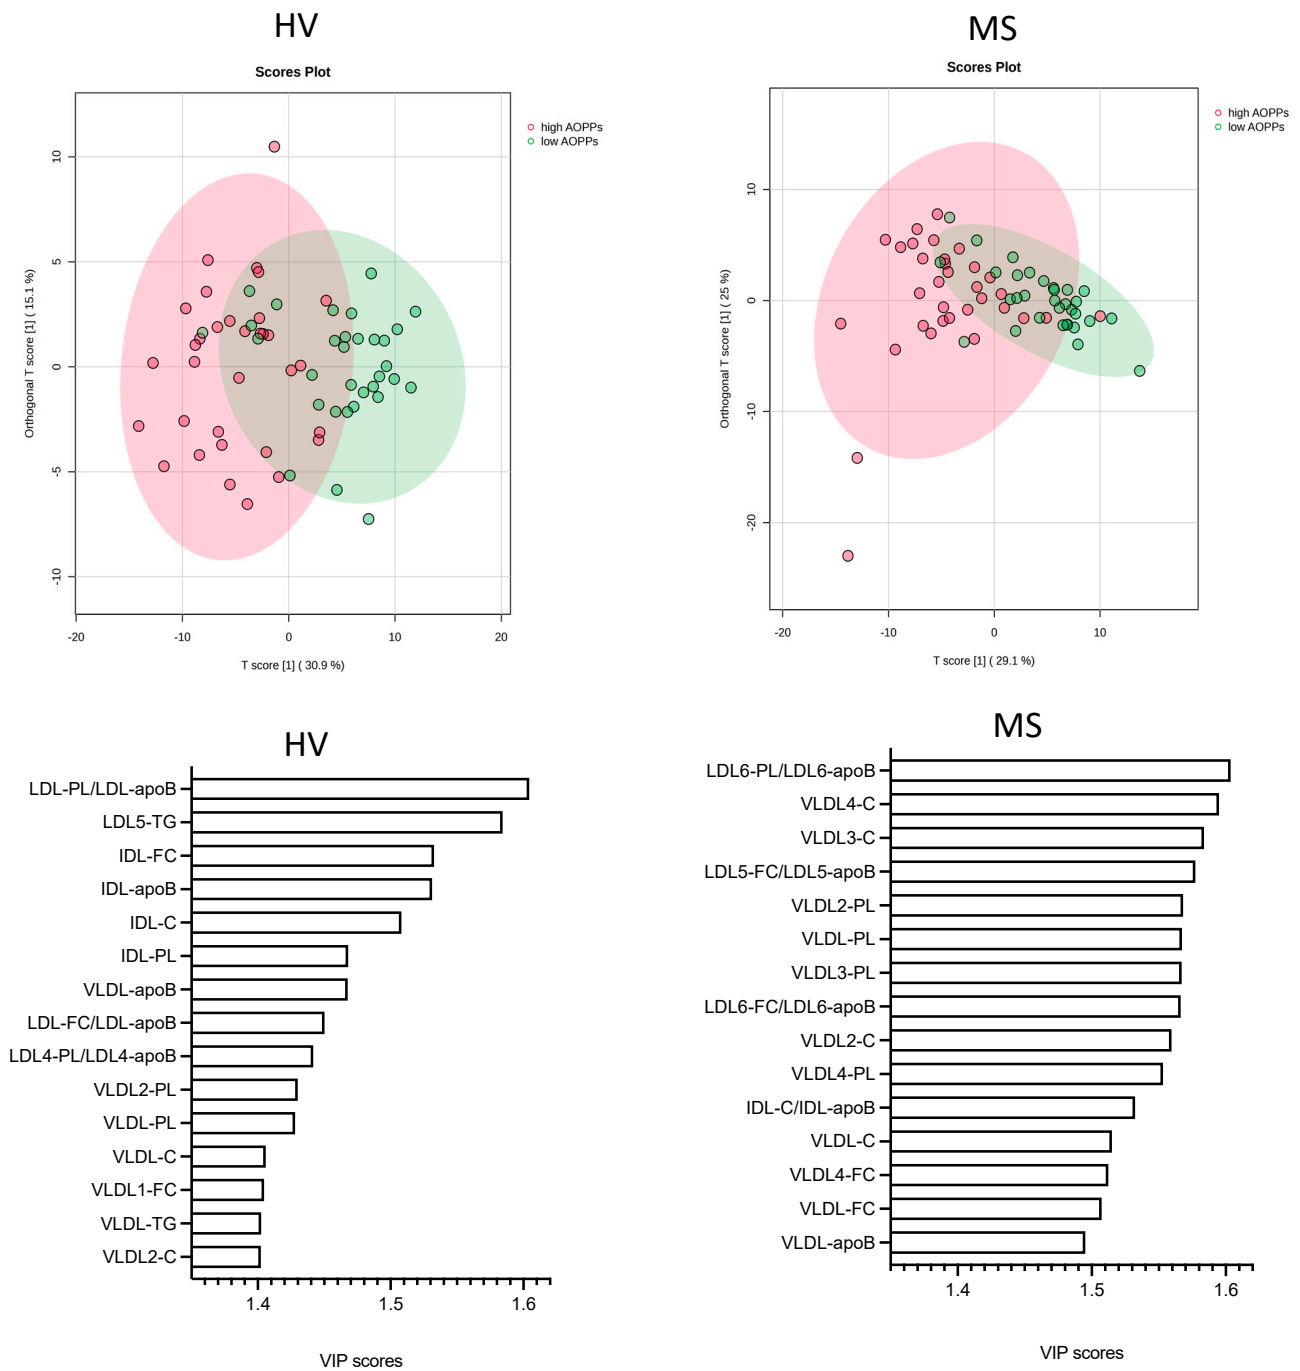 HV
Scores Plot
high AOPPs
low AOPPs
Orthogonal T score [1] ( 15.1 %)
10
5
0
-5
-10
-20
-10
0
10
20
T score [1] ( 30.9 %)
MS
Scores Plot
high AOPPs
low AOPPs
Orthogonal T score [1] ( 25 %)
10
0
-10
-20
-20
-10
0
10
T score [1] ( 29.1 %)
HV
LDL-PL/LDL-apoB
LDL5-TG
IDL-FC
IDL-apoB
IDL-C
IDL-PL
VLDL-apoB
LDL-FC/LDL-apoB
LDL4-PL/LDL4-apoB
VLDL2-PL
VLDL-PL
VLDL-C
VLDL1-FC
VLDL-TG
VLDL2-C
1.4
1.5
1.6
VIP scores
MS
LDL6-PL/LDL6-apoB
VLDL4-C
VLDL3-C
LDL5-FC/LDL5-apoB
VLDL2-PL
VLDL-PL
VLDL3-PL
LDL6-FC/LDL6-apoB
VLDL2-C
VLDL4-PL
IDL-C/IDL-apoB
VLDL-C
VLDL4-FC
VLDL-FC
VLDL-apoB
1.4
1.5
1.6
VIP scores